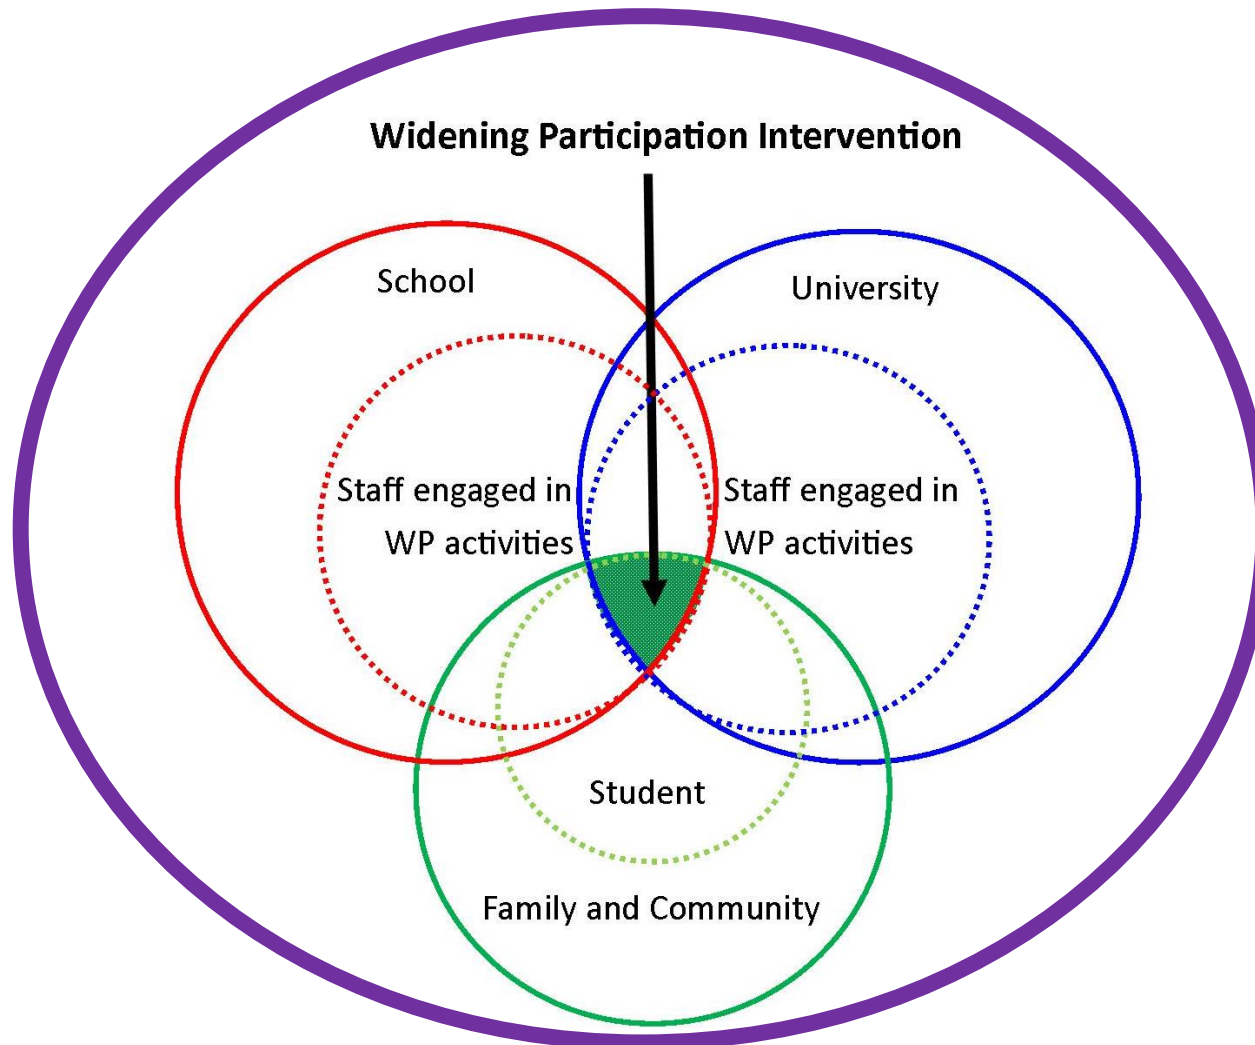 Widening Participation Intervention
School
University
Staff engaged in
WP activities
Staff engaged in
WP activities
Student
Family and Community